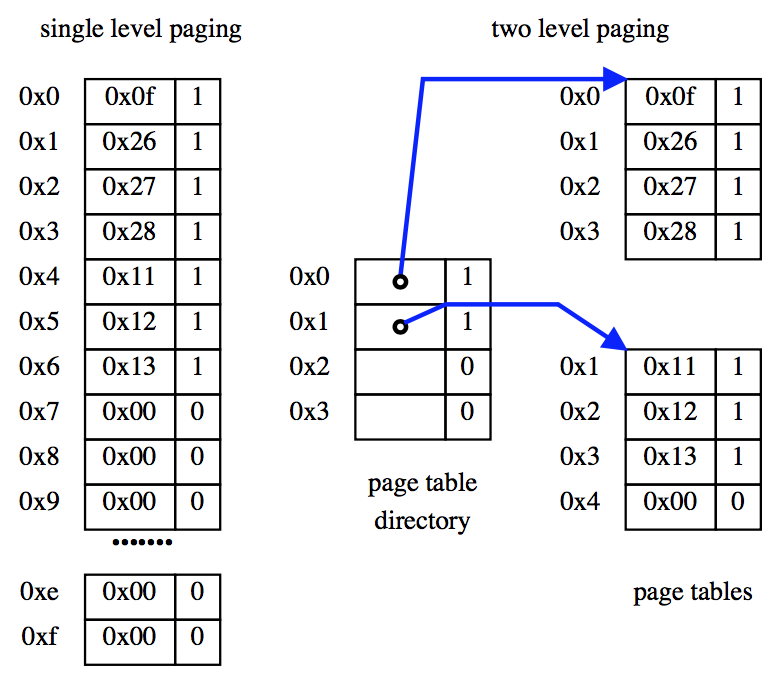 single level paging
0x0 0x0f 1
0x1 0x26 1
0x2 0x27 1
0x3 0x28 1
0x4 0x11 1
0x5 0x12 1
0x6 0x13 1
0x7 0x00 0
0x8 0x00 0
0x9 0x00 0
.......
0xe 0x00 0
0xf 0x00 0
two level paging
0x0 1
0x1 1
0x2 0
0x3 0
page table
directory
0x0 0x0f 1
0x1 0x26 1
0x2 0x27 1
0x3 0x28 1
0x1 0x11 1
0x2 0x12 1
0x3 0x13 1
0x4 0x00 0
page tables